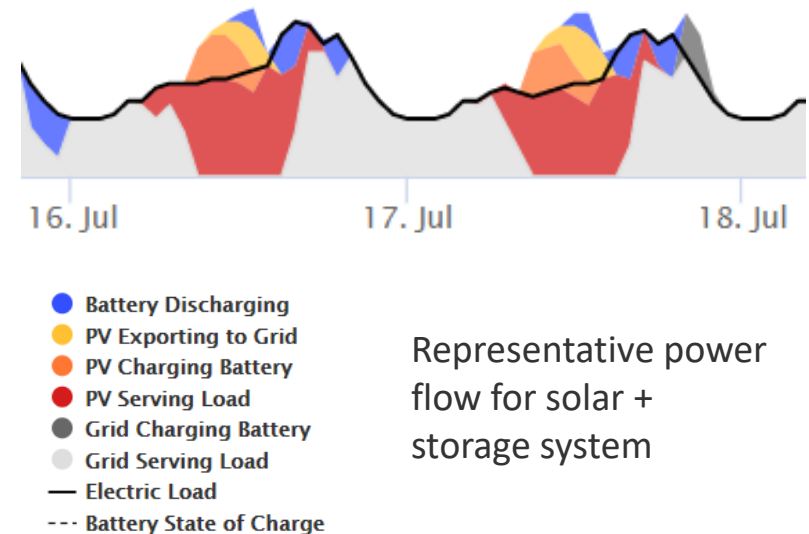 16. Jul 17. Jul 18. Jul
Battery Discharging
PV Exporting to Grid
PV Charging Battery
PV Serving Load
Grid Charging Battery
Grid Serving Load
Electric Load
Battery State of Charge
Representative power
flow for solar +
storage system